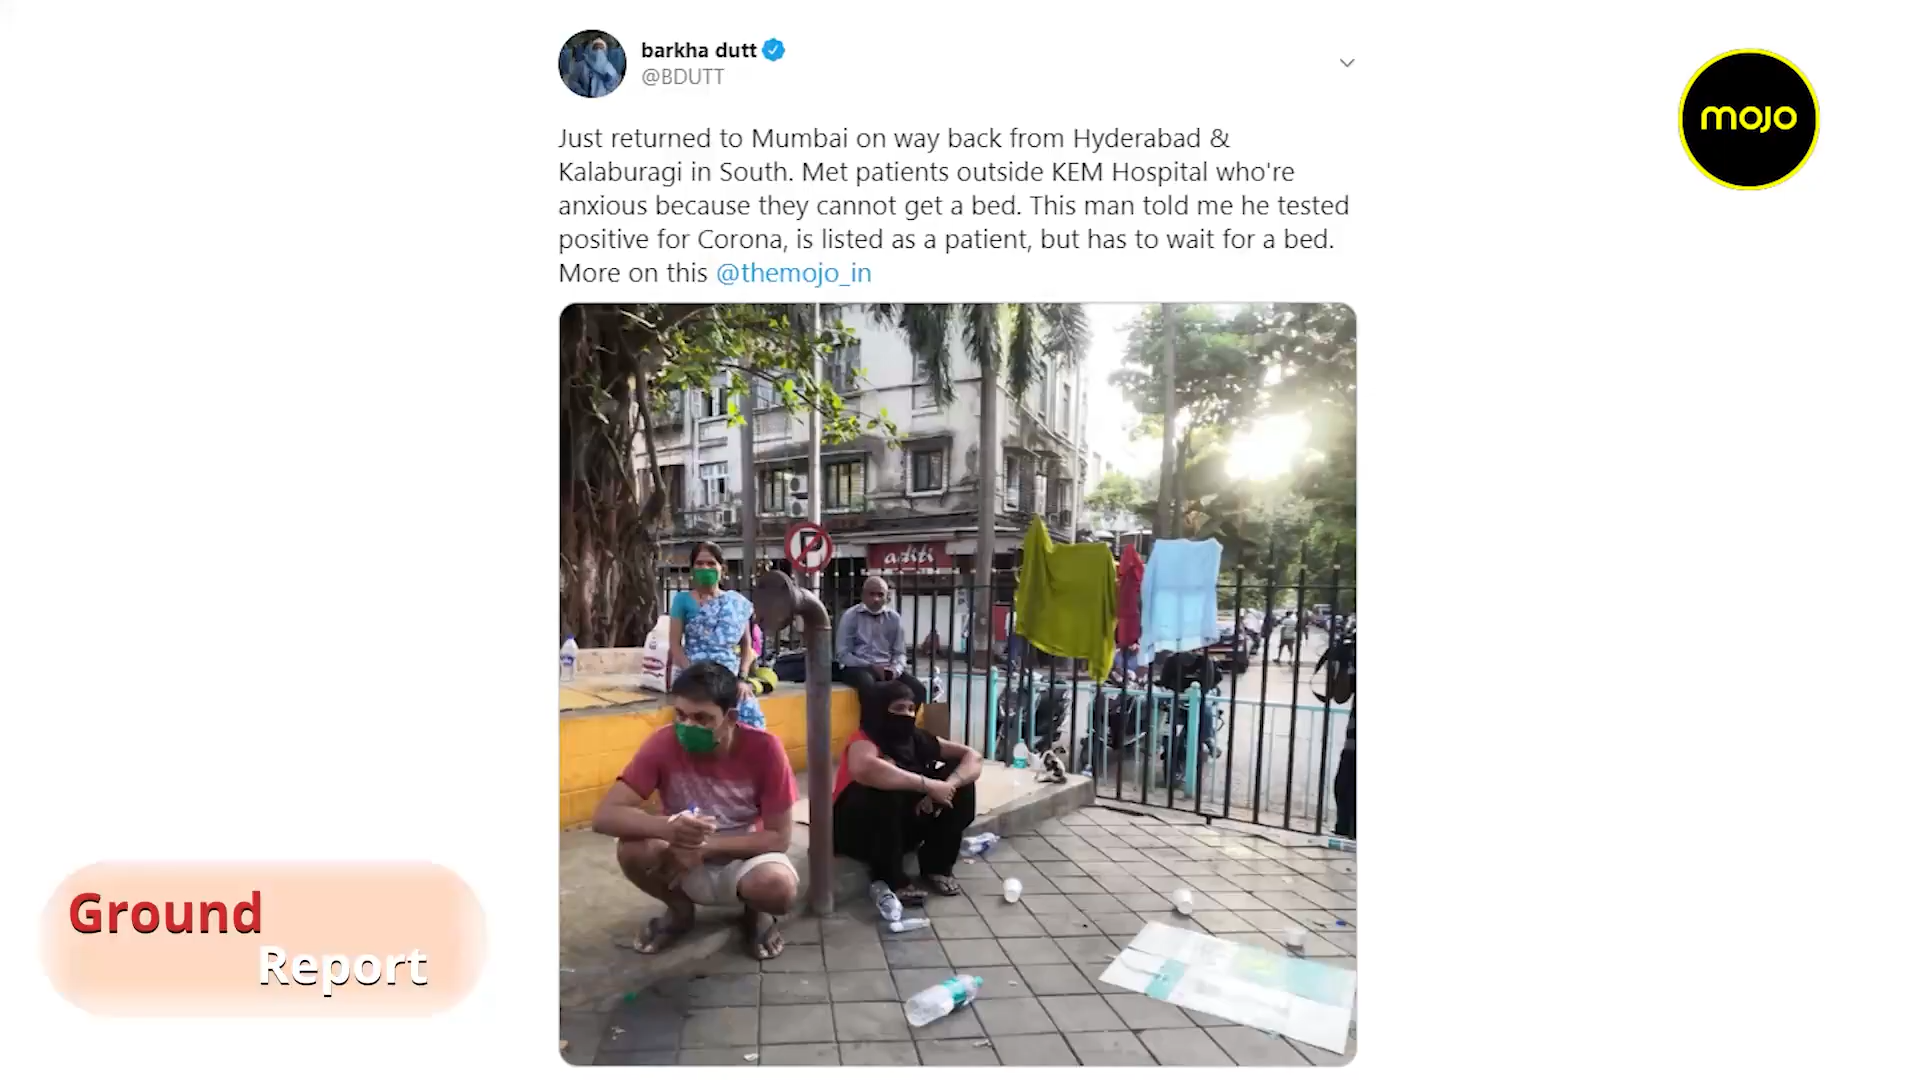 barkha dutt
@BDUTT
mojo
Just returned to Mumbai on way back from Hyderabad &
Kalaburagi in South. Met patients outside KEM Hospital who're
anxious because they cannot get a bed. This man told me he tested
positive for Corona, is listed as a patient, but has to wait for a bed.
More on this @themojo_in
P
aditi
Ground
Report